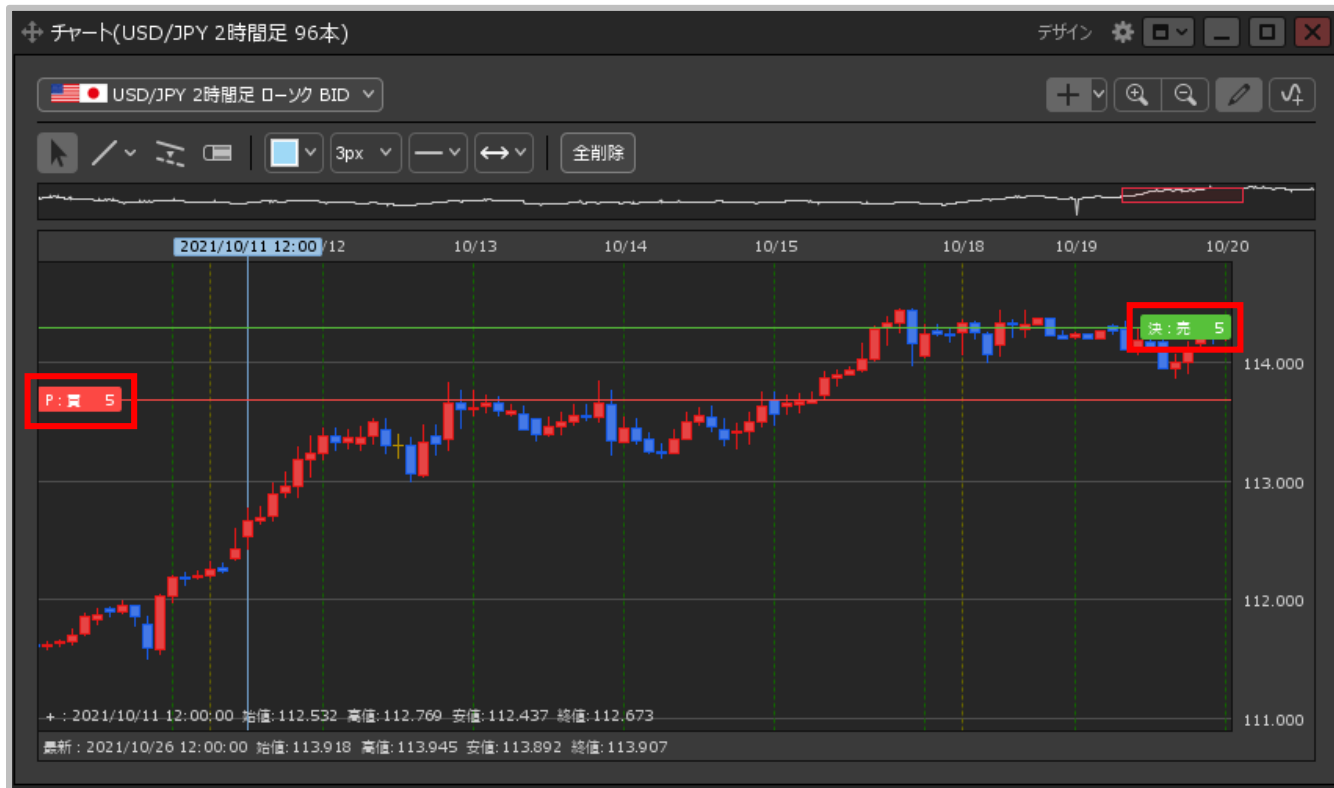 チャート(USD/JPY 2時間足 96本)
デザイン
USD/JPY 2時間足 ローソク BID
3px
全削除
2021/10/11 12:00 /12 10/13 10/14 10/15 10/18 10/19 10/20
決:売 5
114.000
P:買 5
113.000
112.000
+:2021/10/11 12:00:00 始値:112.532 高値:112.769 安値:112.437 終値:112.673
111.000
最新:2021/10/26 12:00:00 始値:113.918 高値:113.945 安値:113.892 終値:113.907